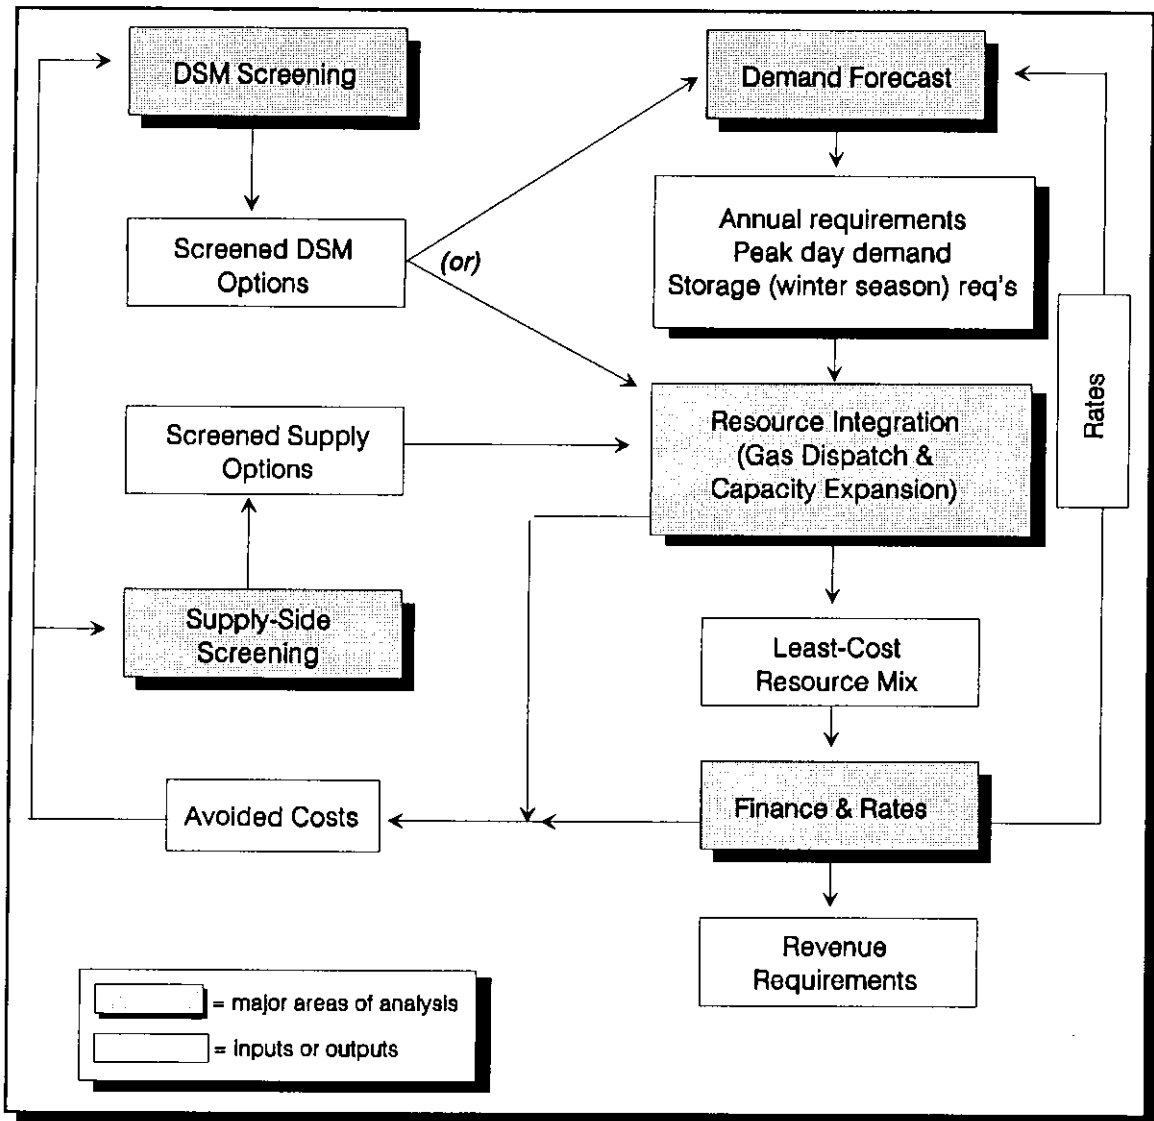 DSM Screening
Demand Forecast
Screened DSM
Options
(or)
Annual requirements
Peak day demand
Storage (winter season) req's
Rates
Screened Supply
Options
Resource Integration
(Gas Dispatch &
Capacity Expansion)
Supply-Side
Screening
Least-Cost
Resource Mix
Avoided Costs
Finance & Rates
Revenue
Requirements
= major areas of analysis
= inputs or outputs